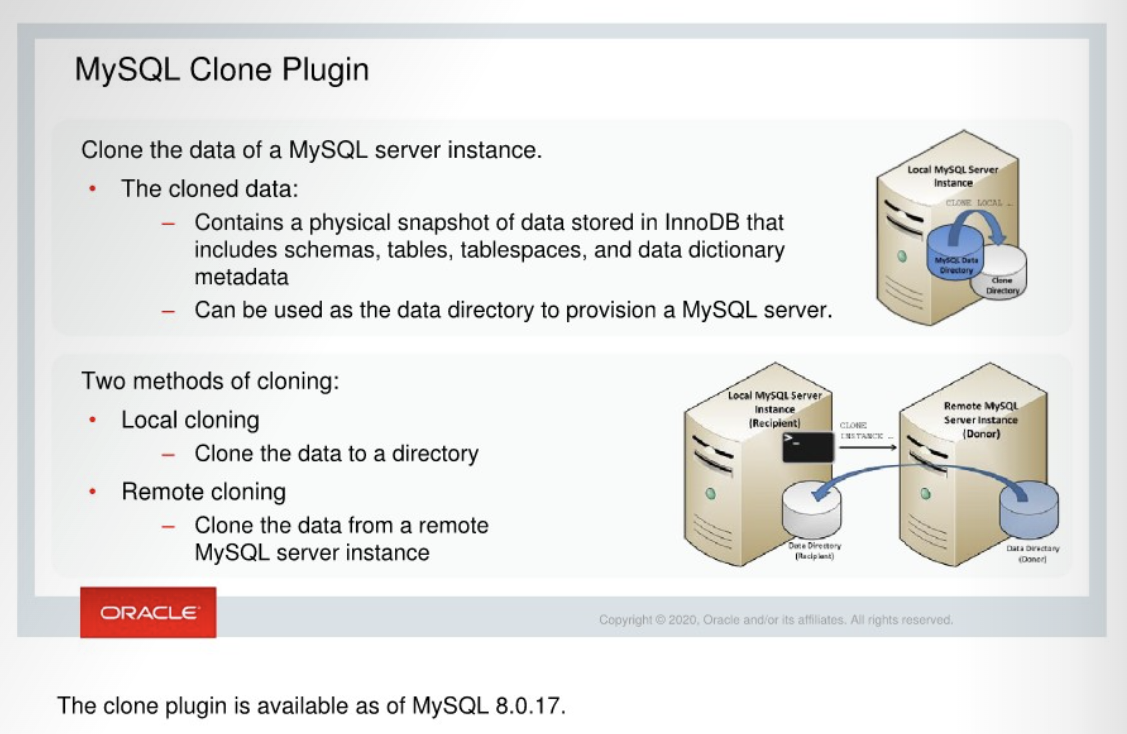 MySQL Clone Plugin
Clone the data of a MySQL server instance.
• The cloned data:
– Contains a physical snapshot of data stored in InnoDB that
includes schemas, tables, tablespaces, and data dictionary
metadata
– Can be used as the data directory to provision a MySQL server.
Local MySQL Server
Instance
CLONE LOCAL …
MySQL Data
Directory
Clone
Directory
Two methods of cloning:
• Local cloning
– Clone the data to a directory
• Remote cloning
– Clone the data from a remote
MySQL server instance
Local MySQL Server
Instance
(Recipient)
>_
CLONE
INSTANCE …
Remote MySQL
Server Instance
(Donor)
Data Directory
(Recipient)
Data Directory
(Donor)
ORACLE
Copyright © 2020, Oracle and/or its affiliates. All rights reserved.
The clone plugin is available as of MySQL 8.0.17.